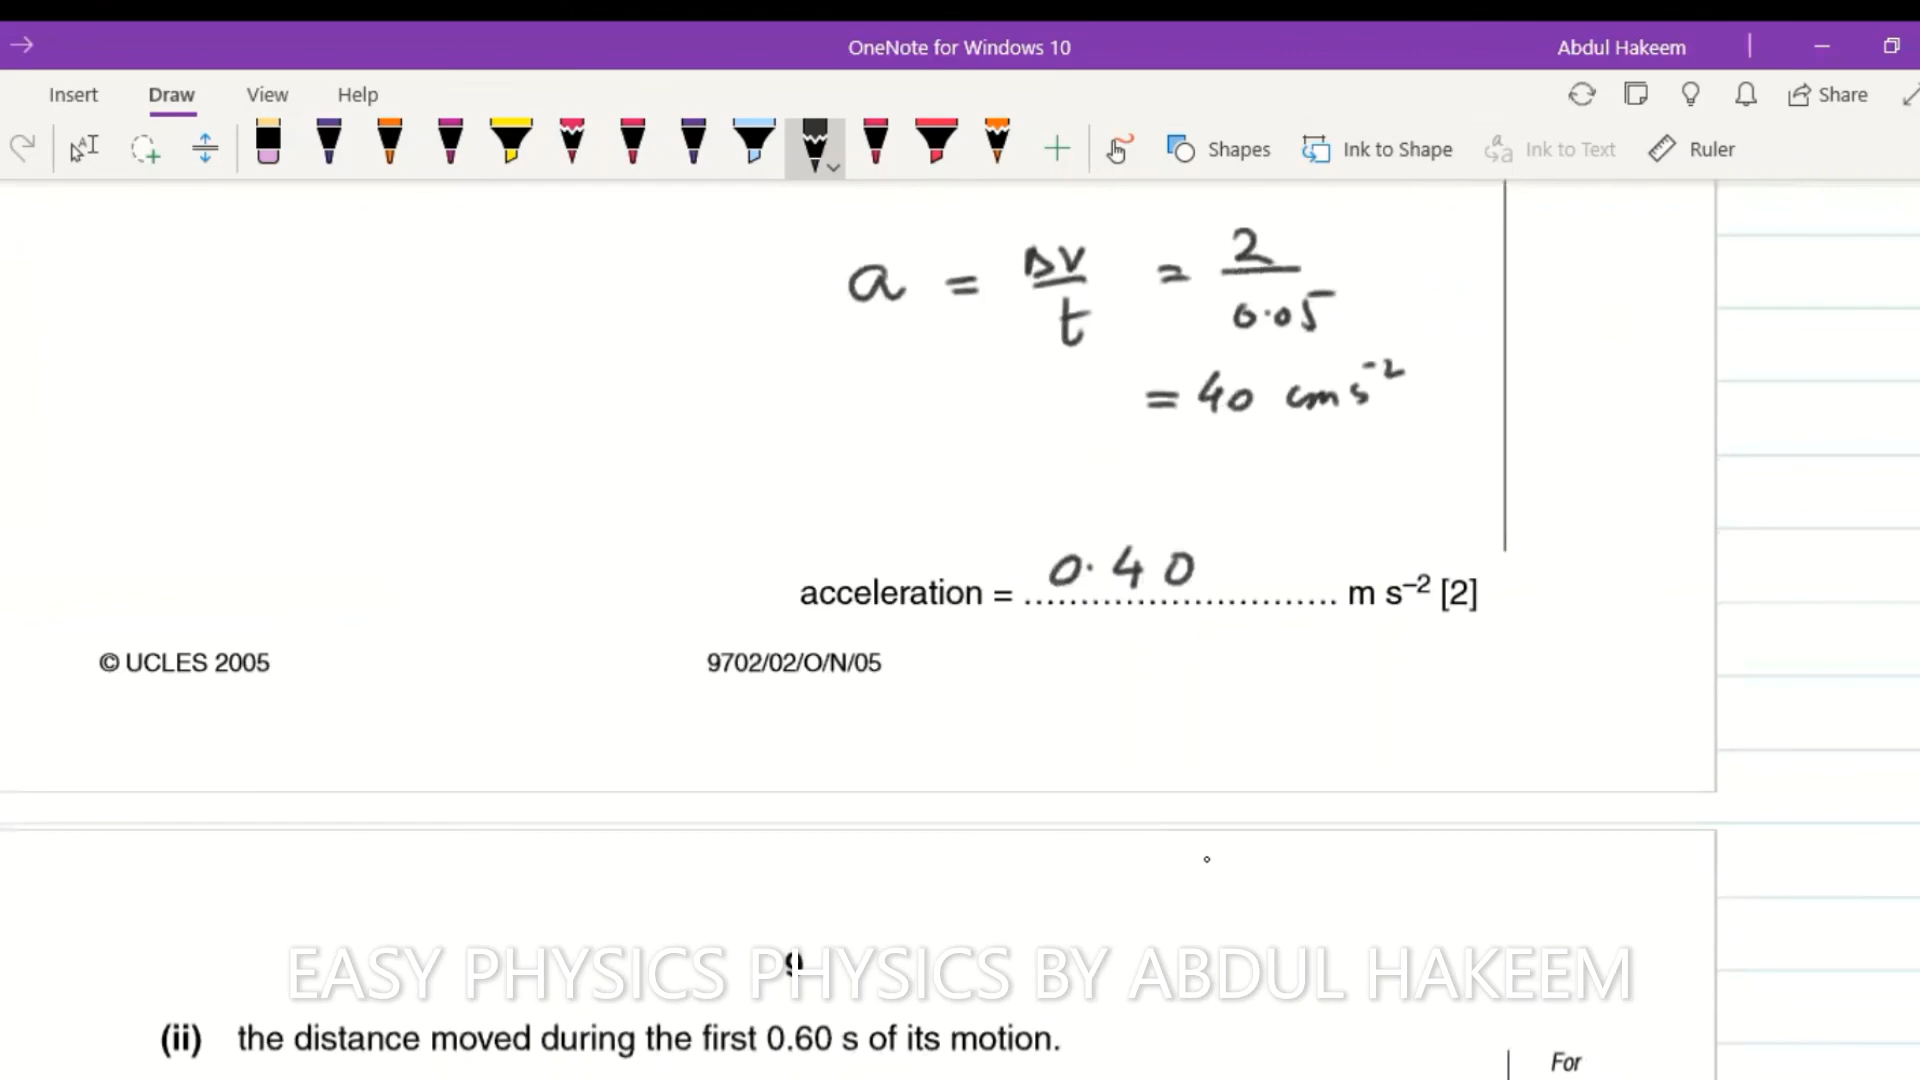 OneNote for Windows 10
Abdul Hakeem
Insert Draw View Help
Share
Shapes Ink to Shape Ink to Text Ruler
a = Δv/t = 2/0.05
= 40 cm s⁻²
acceleration = 0.40 m s⁻² [2]
© UCLES 2005 9702/02/O/N/05
9
EASY PHYSICS PHYSICS BY ABDUL HAKEEM
(ii) the distance moved during the first 0.60 s of its motion.
For